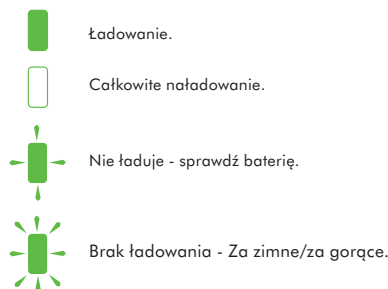 Ładowanie.
Całkowite naładowanie.
Nie ładuje - sprawdź baterię.
Brak ładowania - Za zimne/za gorące.